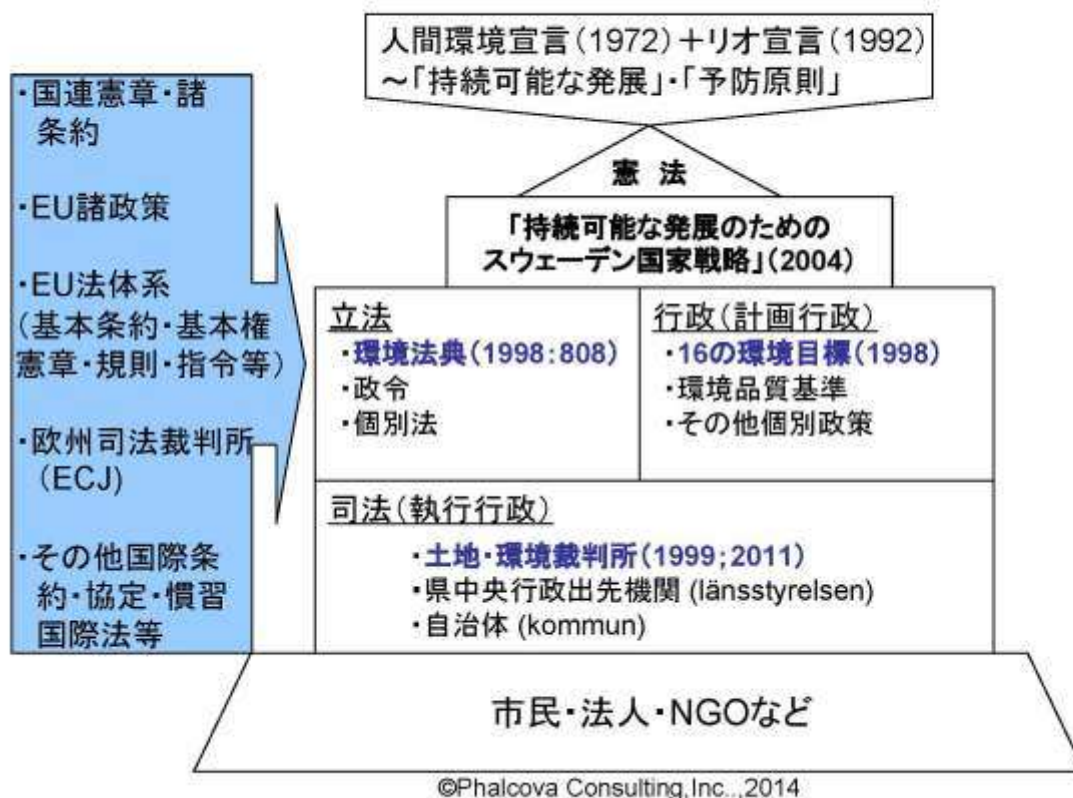 人間環境宣言(1972)＋リオ宣言(1992)
～「持続可能な発展」・「予防原則」
・国連憲章・諸
条約
・EU諸政策
・EU法体系
(基本条約・基本権
憲章・規則・指令等)
・欧州司法裁判所
(ECJ)
・その他国際条
約・協定・慣習
国際法等
憲 法
「持続可能な発展のための
スウェーデン国家戦略」(2004)
立法
・環境法典(1998:808)
・政令
・個別法
行政(計画行政)
・16の環境目標(1998)
・環境品質基準
・その他個別政策
司法(執行行政)
・土地・環境裁判所(1999;2011)
・県中央行政出先機関 (länsstyrelsen)
・自治体 (kommun)
市民・法人・NGOなど
©Phalcova Consulting,Inc..,2014